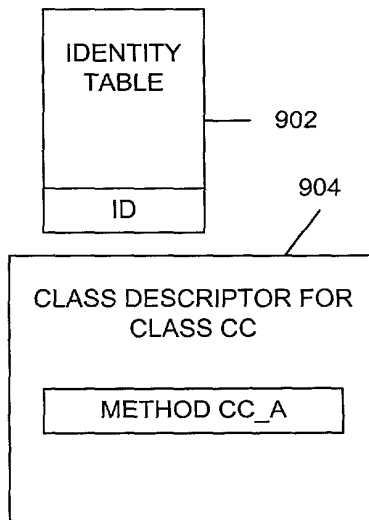 IDENTITY
TABLE
902
ID
904
CLASS DESCRIPTOR FOR
CLASS CC
METHOD CC_A